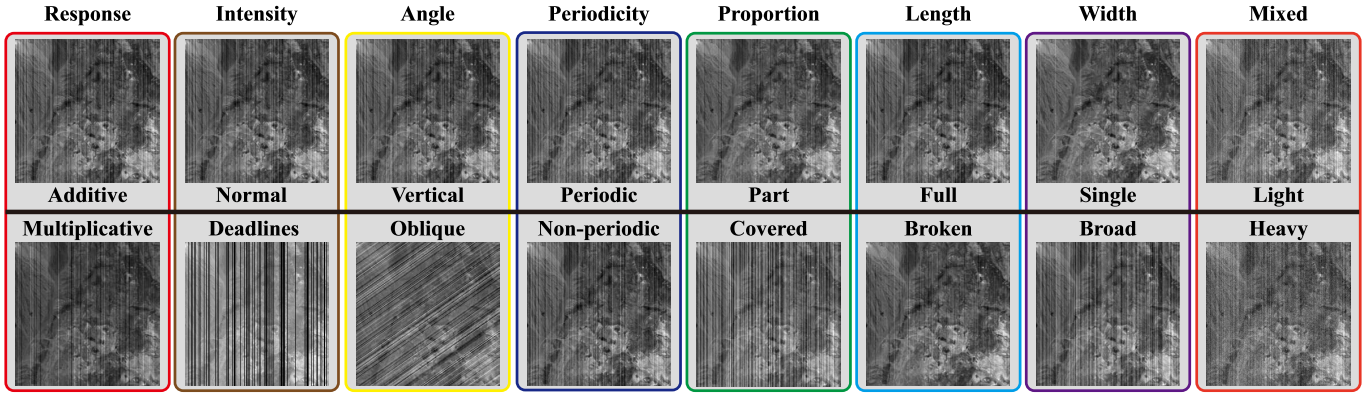 Response Intensity Angle Periodicity Proportion Length Width Mixed
Additive Normal Vertical Periodic Part Full Single Light
Multiplicative Deadlines Oblique Non-periodic Covered Broken Broad Heavy